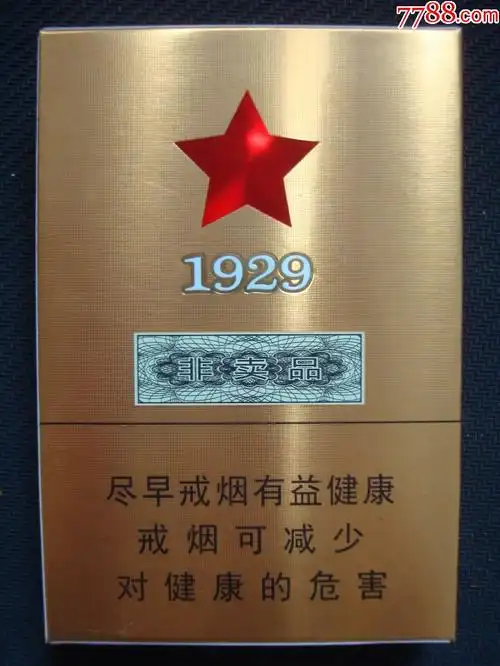 7788.com
1929
非卖品
尽早戒烟有益健康
戒烟可减少
对健康的危害